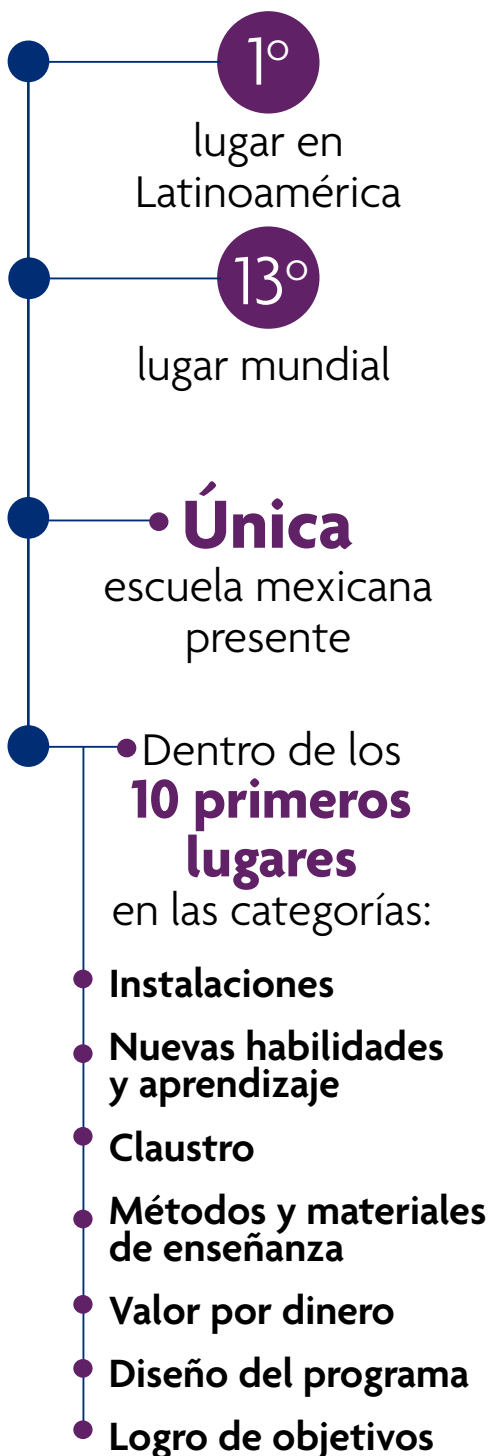 1º
lugar en
Latinoamérica
13º
lugar mundial
Única
escuela mexicana
presente
Dentro de los
10 primeros
lugares
en las categorías:
Instalaciones
Nuevas habilidades
y aprendizaje
Claustro
Métodos y materiales
de enseñanza
Valor por dinero
Diseño del programa
Logro de objetivos